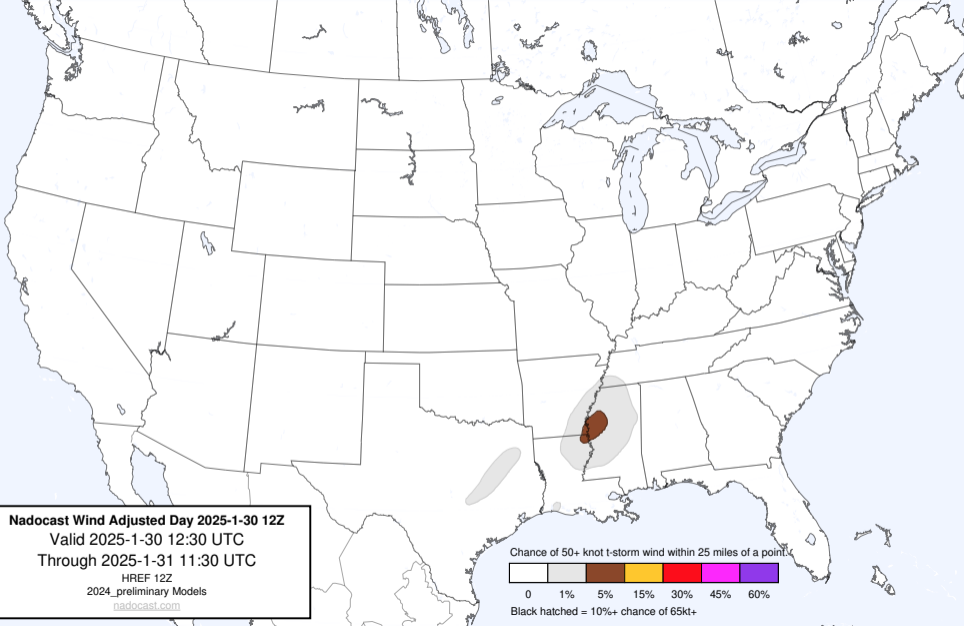 Nadocast Wind Adjusted Day 2025-1-30 12Z
Valid 2025-1-30 12:30 UTC
Through 2025-1-31 11:30 UTC
HREF 12Z
2024_preliminary Models
nadocast.com
Chance of 50+ knot t-storm wind within 25 miles of a point.
0 1% 5% 15% 30% 45% 60%
Black hatched = 10%+ chance of 65kt+